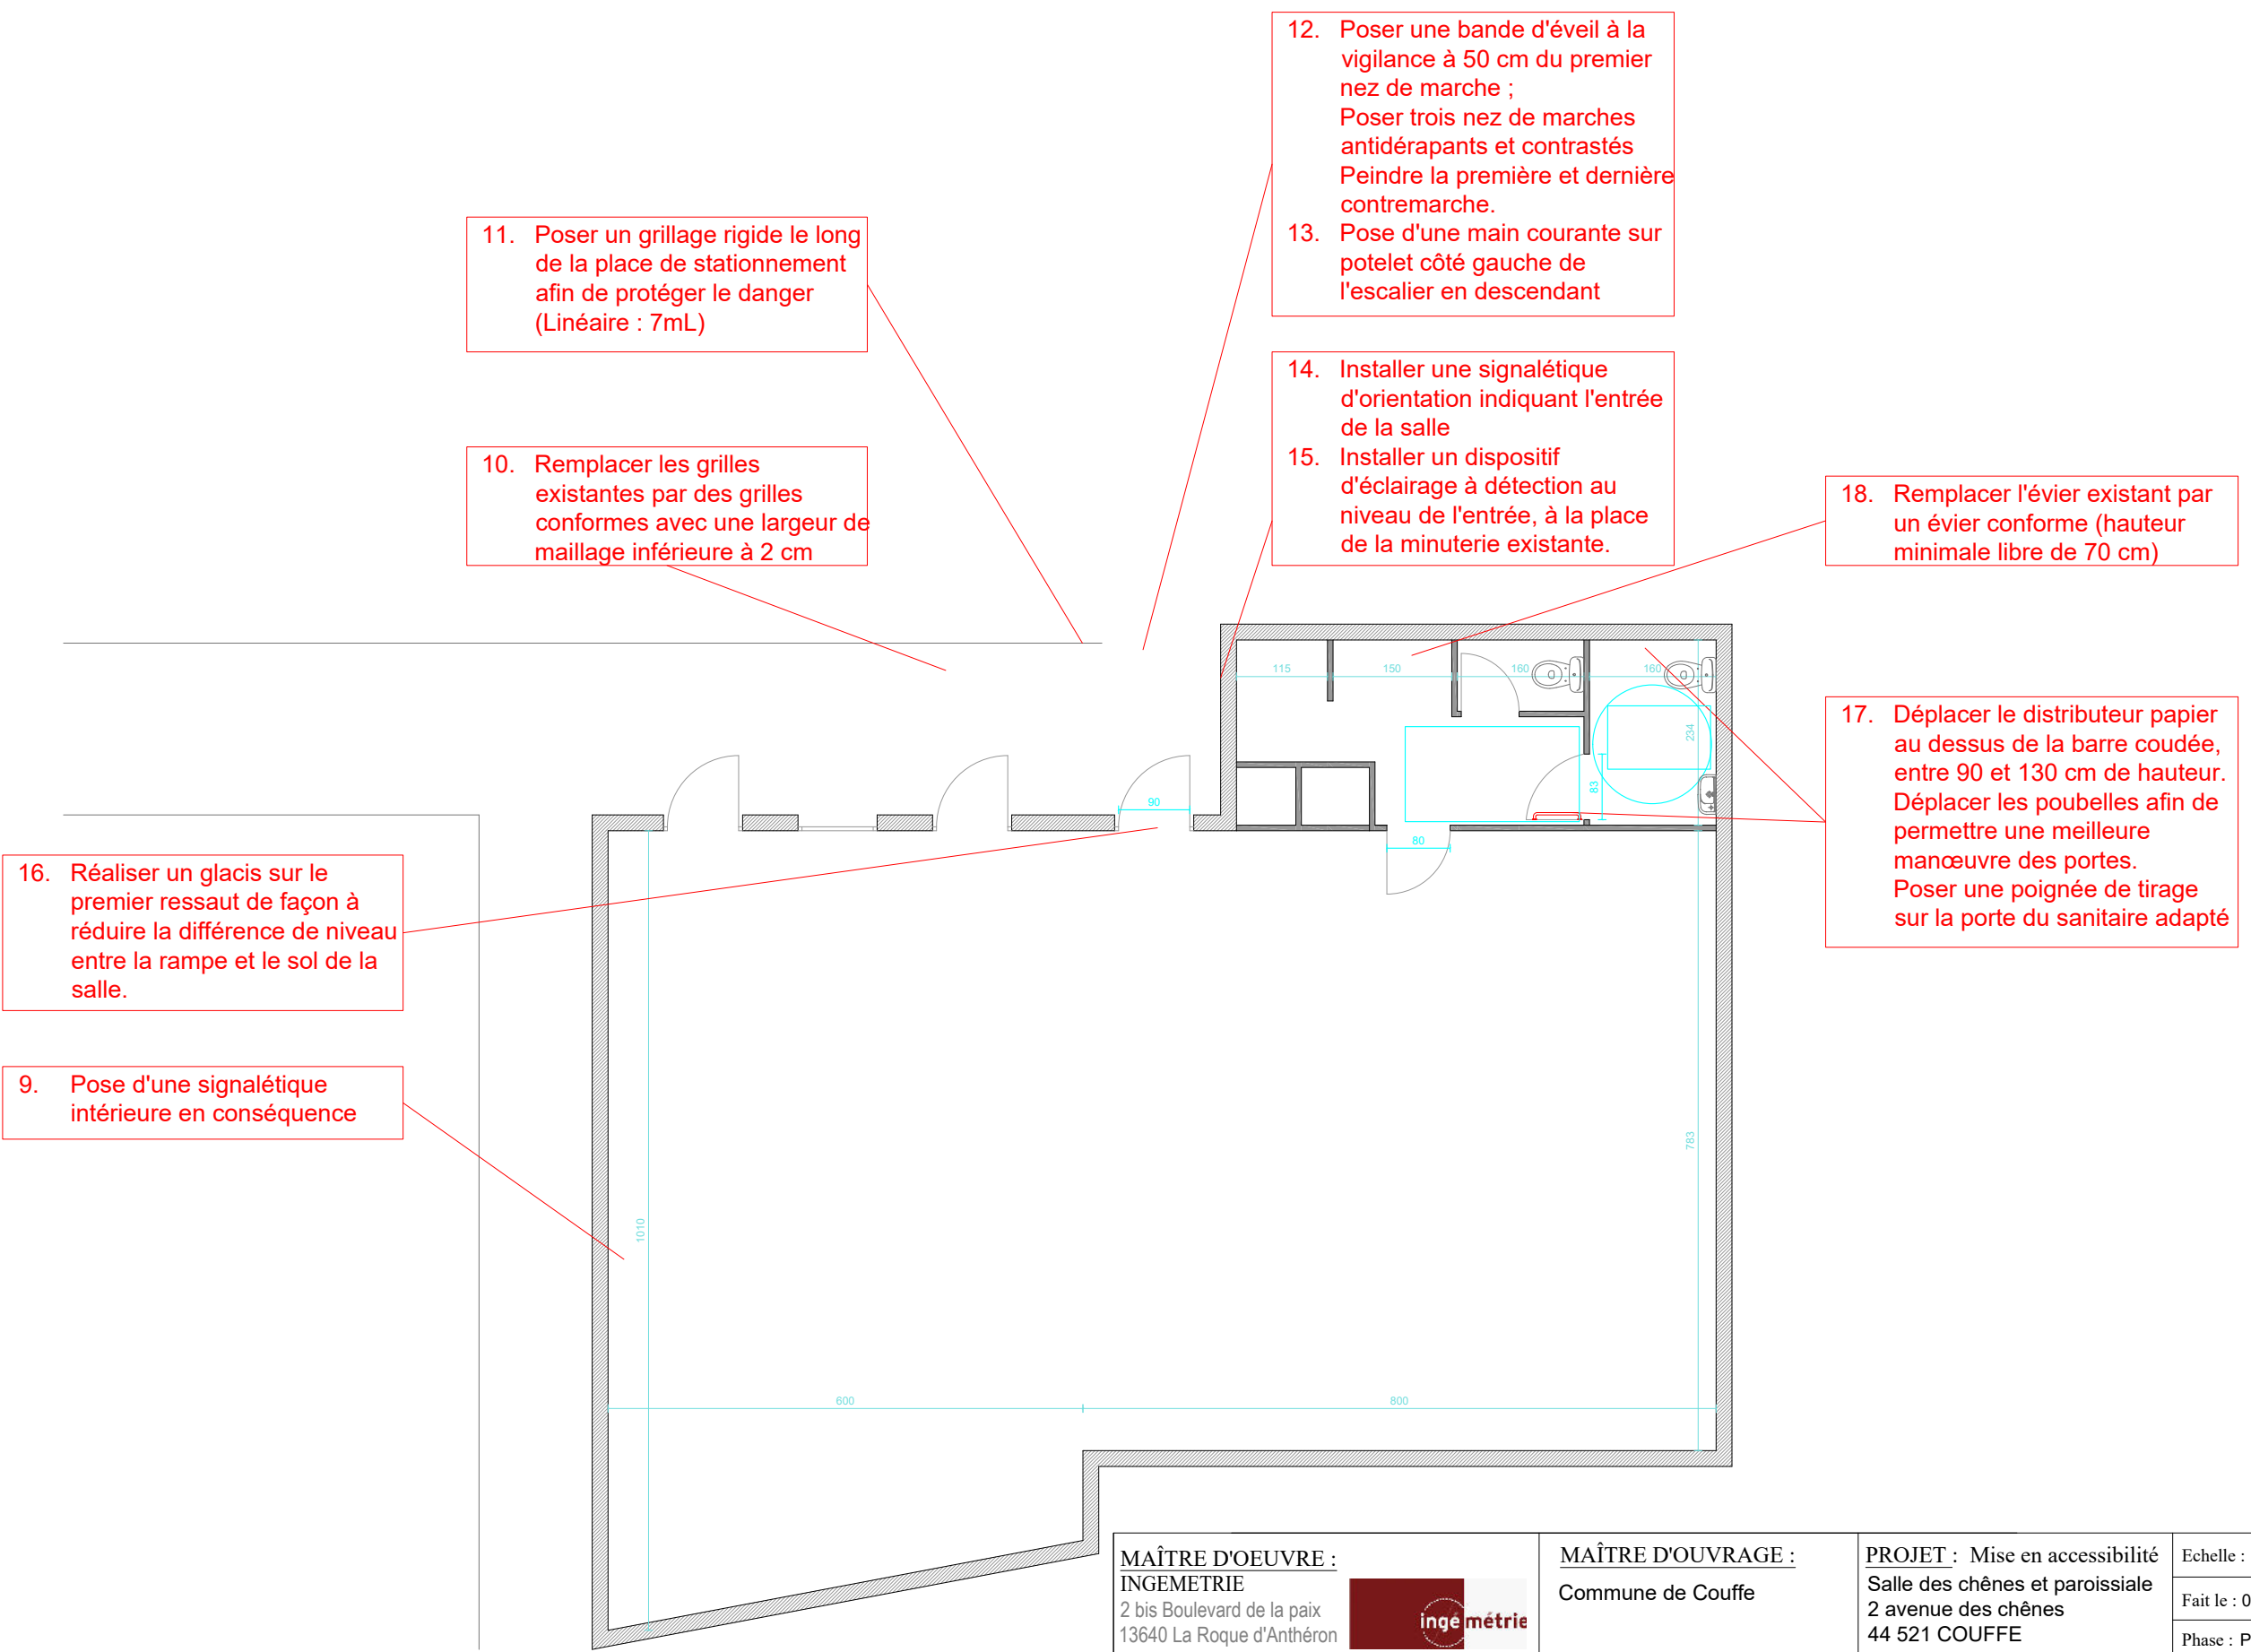 12. Poser une bande d'éveil à la
vigilance à 50 cm du premier
nez de marche ;
Poser trois nez de marches
antidérapants et contrastés
Peindre la première et dernière
contremarche.
13. Pose d'une main courante sur
potelet côté gauche de
l'escalier en descendant
11. Poser un grillage rigide le long
de la place de stationnement
afin de protéger le danger
(Linéaire : 7mL)
14. Installer une signalétique
d'orientation indiquant l'entrée
de la salle
15. Installer un dispositif
d'éclairage à détection au
niveau de l'entrée, à la place
de la minuterie existante.
10. Remplacer les grilles
existantes par des grilles
conformes avec une largeur de
maillage inférieure à 2 cm
18. Remplacer l'évier existant par
un évier conforme (hauteur
minimale libre de 70 cm)
115
150
160
160
234
83
90
80
17. Déplacer le distributeur papier
au dessus de la barre coudée,
entre 90 et 130 cm de hauteur.
Déplacer les poubelles afin de
permettre une meilleure
manœuvre des portes.
Poser une poignée de tirage
sur la porte du sanitaire adapté
16. Réaliser un glacis sur le
premier ressaut de façon à
réduire la différence de niveau
entre la rampe et le sol de la
salle.
9. Pose d'une signalétique
intérieure en conséquence
783
1010
600
800
MAÎTRE D'OEUVRE :
INGEMETRIE
2 bis Boulevard de la paix
13640 La Roque d'Anthéron
ingémétrie
MAÎTRE D'OUVRAGE :
Commune de Couffe
PROJET : Mise en accessibilité
Salle des chênes et paroissiale
2 avenue des chênes
44 521 COUFFE
Echelle :
Fait le : 0
Phase : P